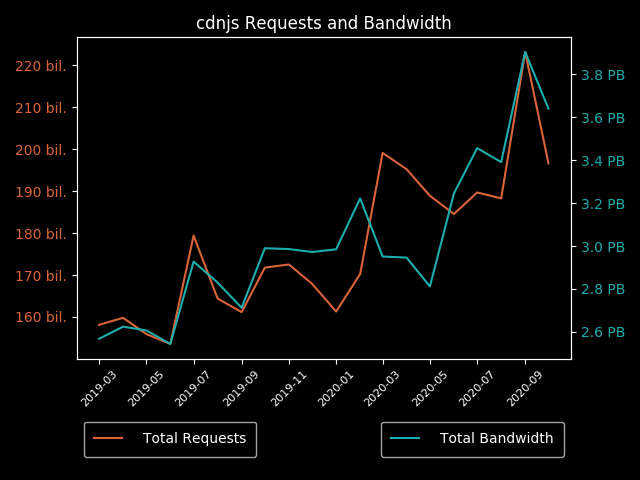 cdnjs Requests and Bandwidth
220 bil.
210 bil.
200 bil.
190 bil.
180 bil.
170 bil.
160 bil.
3.8 PB
3.6 PB
3.4 PB
3.2 PB
3.0 PB
2.8 PB
2.6 PB
2019-03
2019-05
2019-07
2019-09
2019-11
2020-01
2020-03
2020-05
2020-07
2020-09
Total Requests
Total Bandwidth